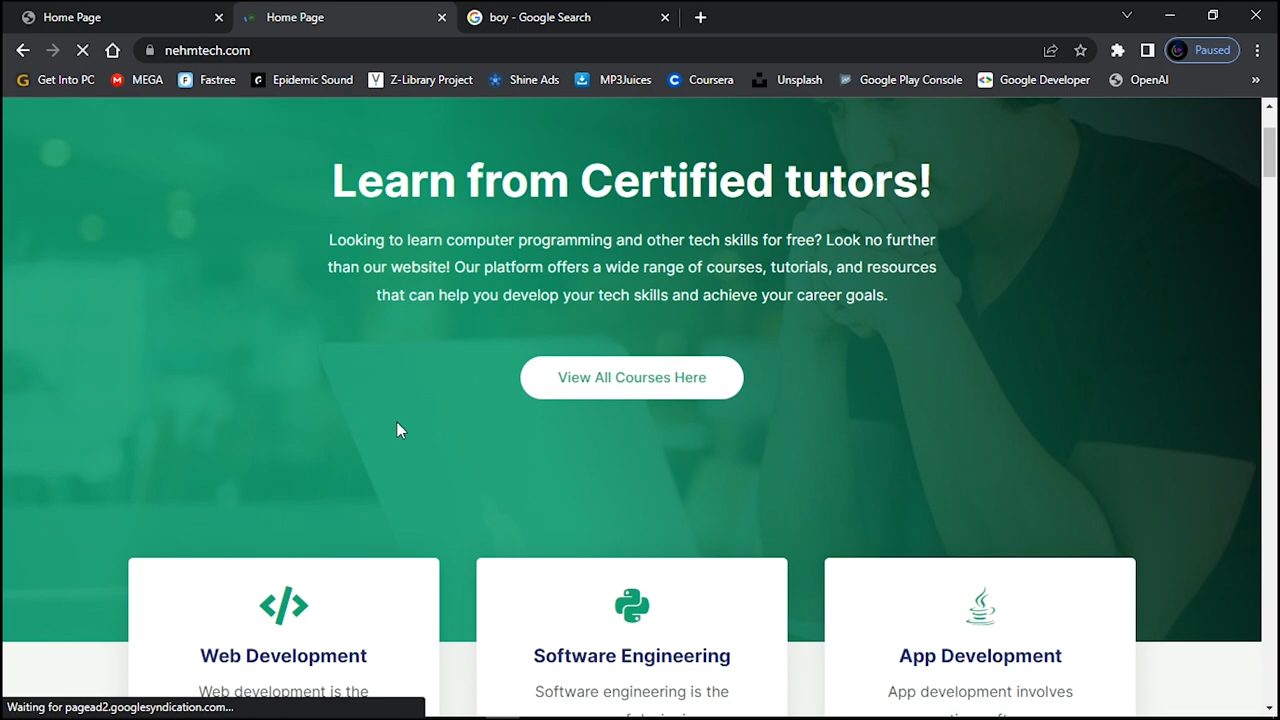 Home Page
Home Page
boy - Google Search
nehmtech.com
Paused
Get Into PC
MEGA
Fastree
Epidemic Sound
Z-Library Project
Shine Ads
MP3Juices
Coursera
Unsplash
Google Play Console
Google Developer
OpenAI
»
Learn from Certified tutors!
Looking to learn computer programming and other tech skills for free? Look no further
than our website! Our platform offers a wide range of courses, tutorials, and resources
that can help you develop your tech skills and achieve your career goals.
View All Courses Here
Web Development
Software Engineering
App Development
Web development is the
Software engineering is the
App development involves
Waiting for pagead2.googlesyndication.com...